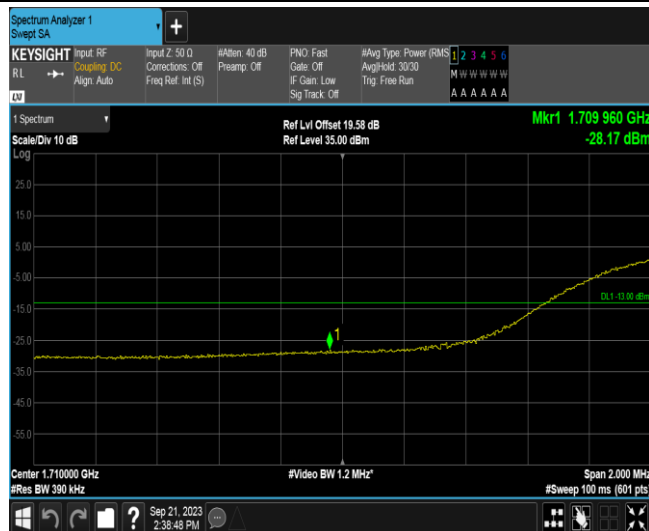 Spectrum Analyzer 1
Swept SA
KEYSIGHT
RL
Input: RF
Coupling: DC
Align: Auto
Input Z: 50 Ω
Corrections: Off
Freq Ref: Int (S)
#Atten: 40 dB
Preamp: Off
PNO: Fast
Gate: Off
IF Gain: Low
Sig Track: Off
#Avg Type: Power (RMS
Avg|Hold: 30/30
Trig: Free Run
1 2 3 4 5 6
M W W W W W
A A A A A A
1 Spectrum
Scale/Div 10 dB
Ref Lvl Offset 19.58 dB
Ref Level 35.00 dBm
Mkr1 1.709 960 GHz
-28.17 dBm
Log
25.0
15.0
5.00
-5.00
DL1 -13.00 dBm
-15.0
-25.0
1
-35.0
-45.0
-55.0
Center 1.710000 GHz
#Video BW 1.2 MHz*
Span 2.000 MHz
#Res BW 390 kHz
#Sweep 100 ms (601 pts)
?
Sep 21, 2023
2:38:48 PM